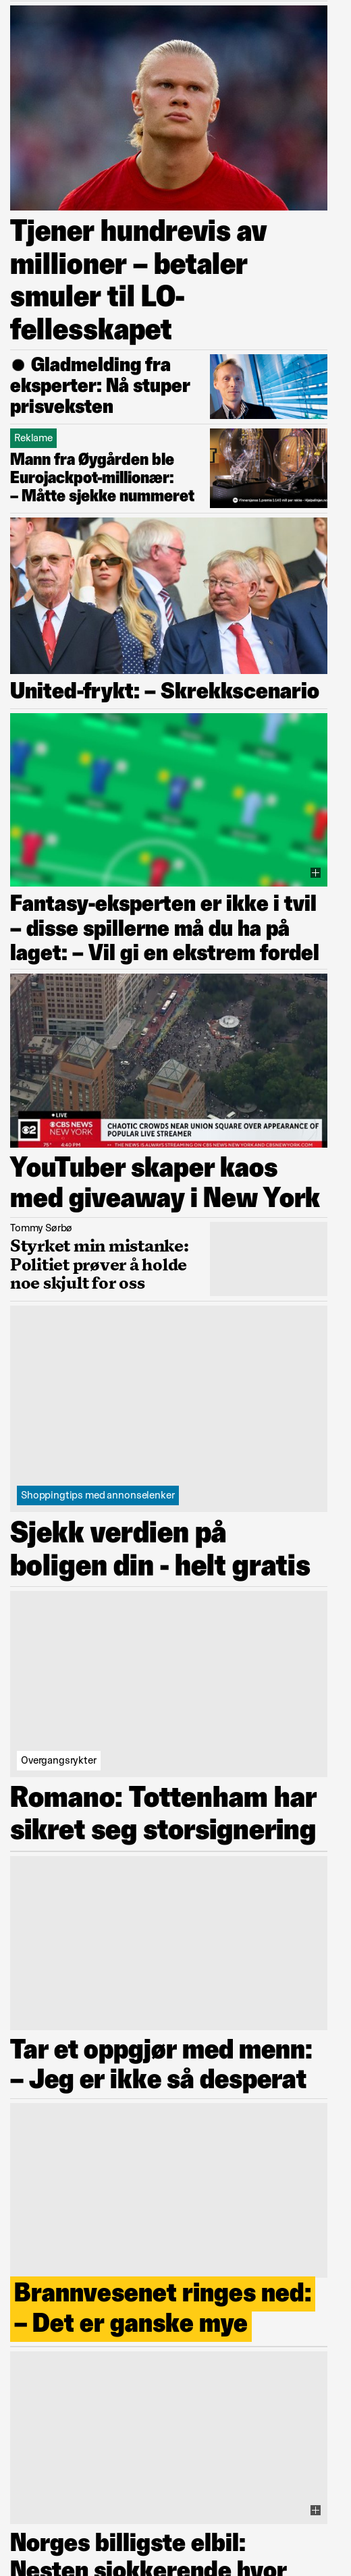 Tjener hundrevis av
millioner – betaler
smuler til LO-
fellesskapet
Gladmelding fra
eksperter: Nå stuper
prisveksten
Reklame
Mann fra Øygården ble
Eurojackpot-millionær:
– Måtte sjekke nummeret
United-frykt: – Skrekkscenario
Fantasy-eksperten er ikke i tvil
– disse spillerne må du ha på
laget: – Vil gi en ekstrem fordel
LIVE
2 CBS NEWS
NEW YORK
CHAOTIC CROWDS NEAR UNION SQUARE OVER APPEARANCE OF
POPULAR LIVE STREAMER
75° 4:40 PM
THE NEWS IS ALWAYS STREAMING ON CBS NEWS NEW YORK AND CBSNEWYORK.COM
YouTuber skaper kaos
med giveaway i New York
Tommy Sørbø
Styrket min mistanke:
Politiet prøver å holde
noe skjult for oss
Shoppingtips med annonselenker
Sjekk verdien på
boligen din - helt gratis
Overgangsrykter
Romano: Tottenham har
sikret seg storsignering
Tar et oppgjør med menn:
– Jeg er ikke så desperat
Brannvesenet ringes ned:
– Det er ganske mye
Norges billigste elbil:
Nesten sjokkerende hvor